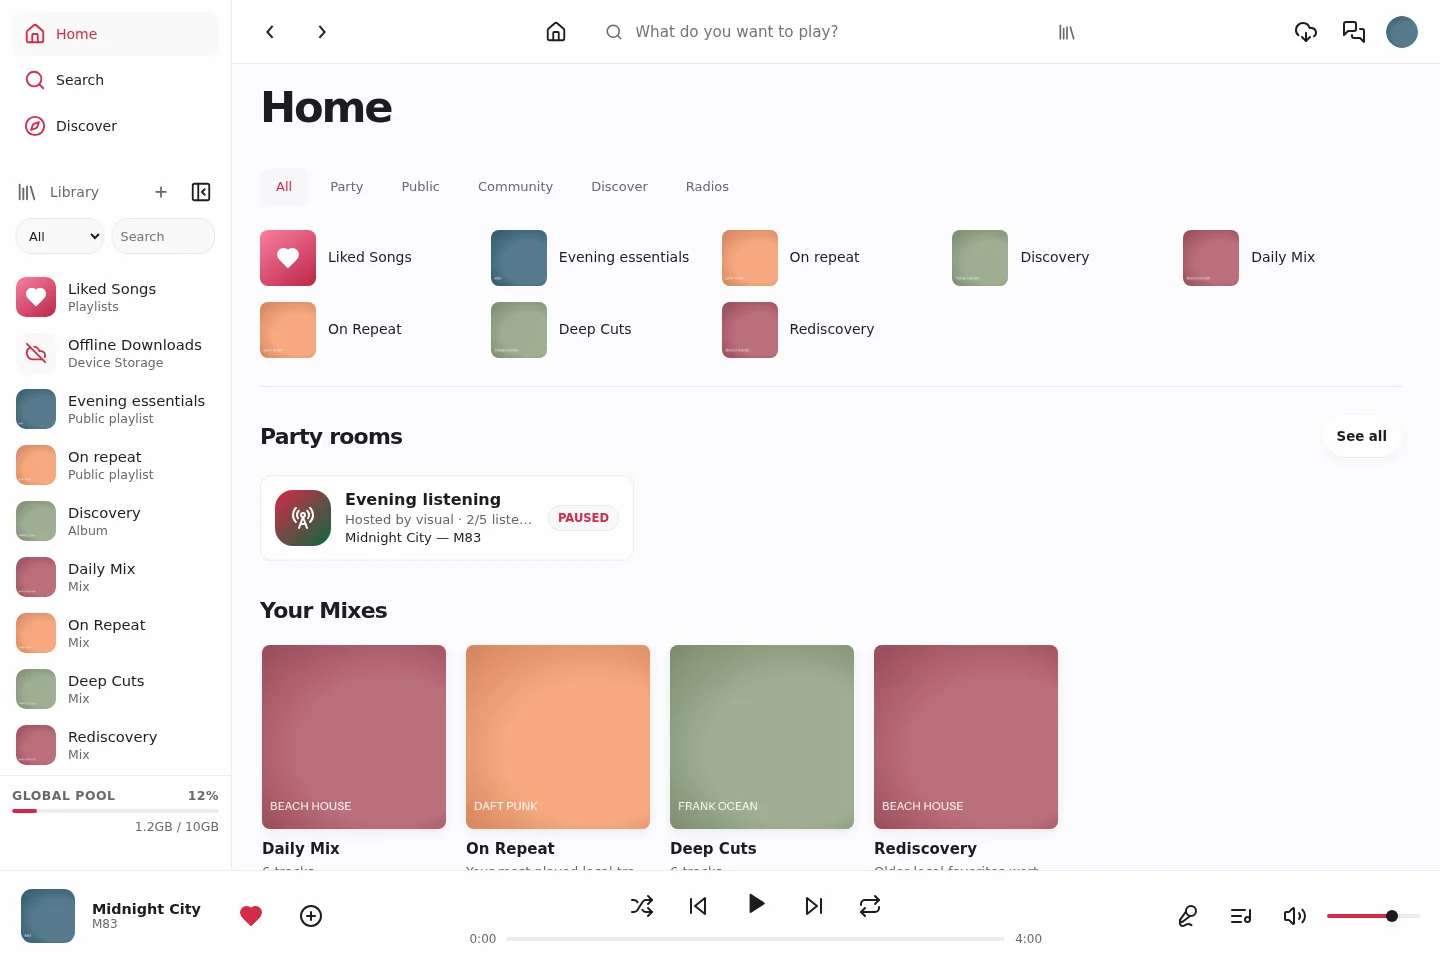 Home
Search
Discover
Library
All
Search
Liked Songs
Playlists
Offline Downloads
Device Storage
Evening essentials
Public playlist
On repeat
Public playlist
Discovery
Album
Daily Mix
Mix
On Repeat
Mix
Deep Cuts
Mix
Rediscovery
Mix
GLOBAL POOL 12%
1.2GB / 10GB
What do you want to play?
Home
All Party Public Community Discover Radios
Liked Songs Evening essentials On repeat Discovery Daily Mix
On Repeat Deep Cuts Rediscovery
Party rooms
See all
Evening listening
Hosted by visual · 2/5 liste…
Midnight City — M83
PAUSED
Your Mixes
BEACH HOUSE DAFT PUNK FRANK OCEAN BEACH HOUSE
Daily Mix On Repeat Deep Cuts Rediscovery
Midnight City
M83
0:00 4:00